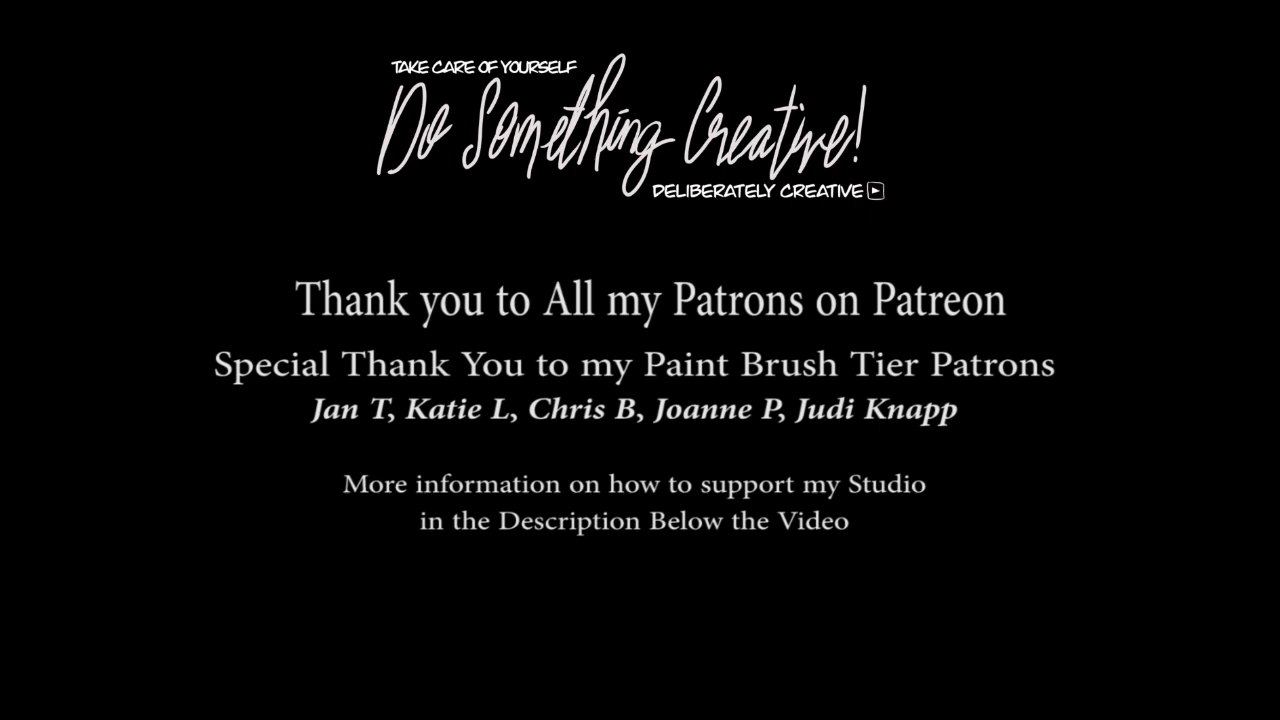 TAKE CARE OF YOURSELF
Do Something Creative!
DELIBERATELY CREATIVE
Thank you to All my Patrons on Patreon
Special Thank You to my Paint Brush Tier Patrons
Jan T, Katie L, Chris B, Joanne P, Judi Knapp
More information on how to support my Studio
in the Description Below the Video